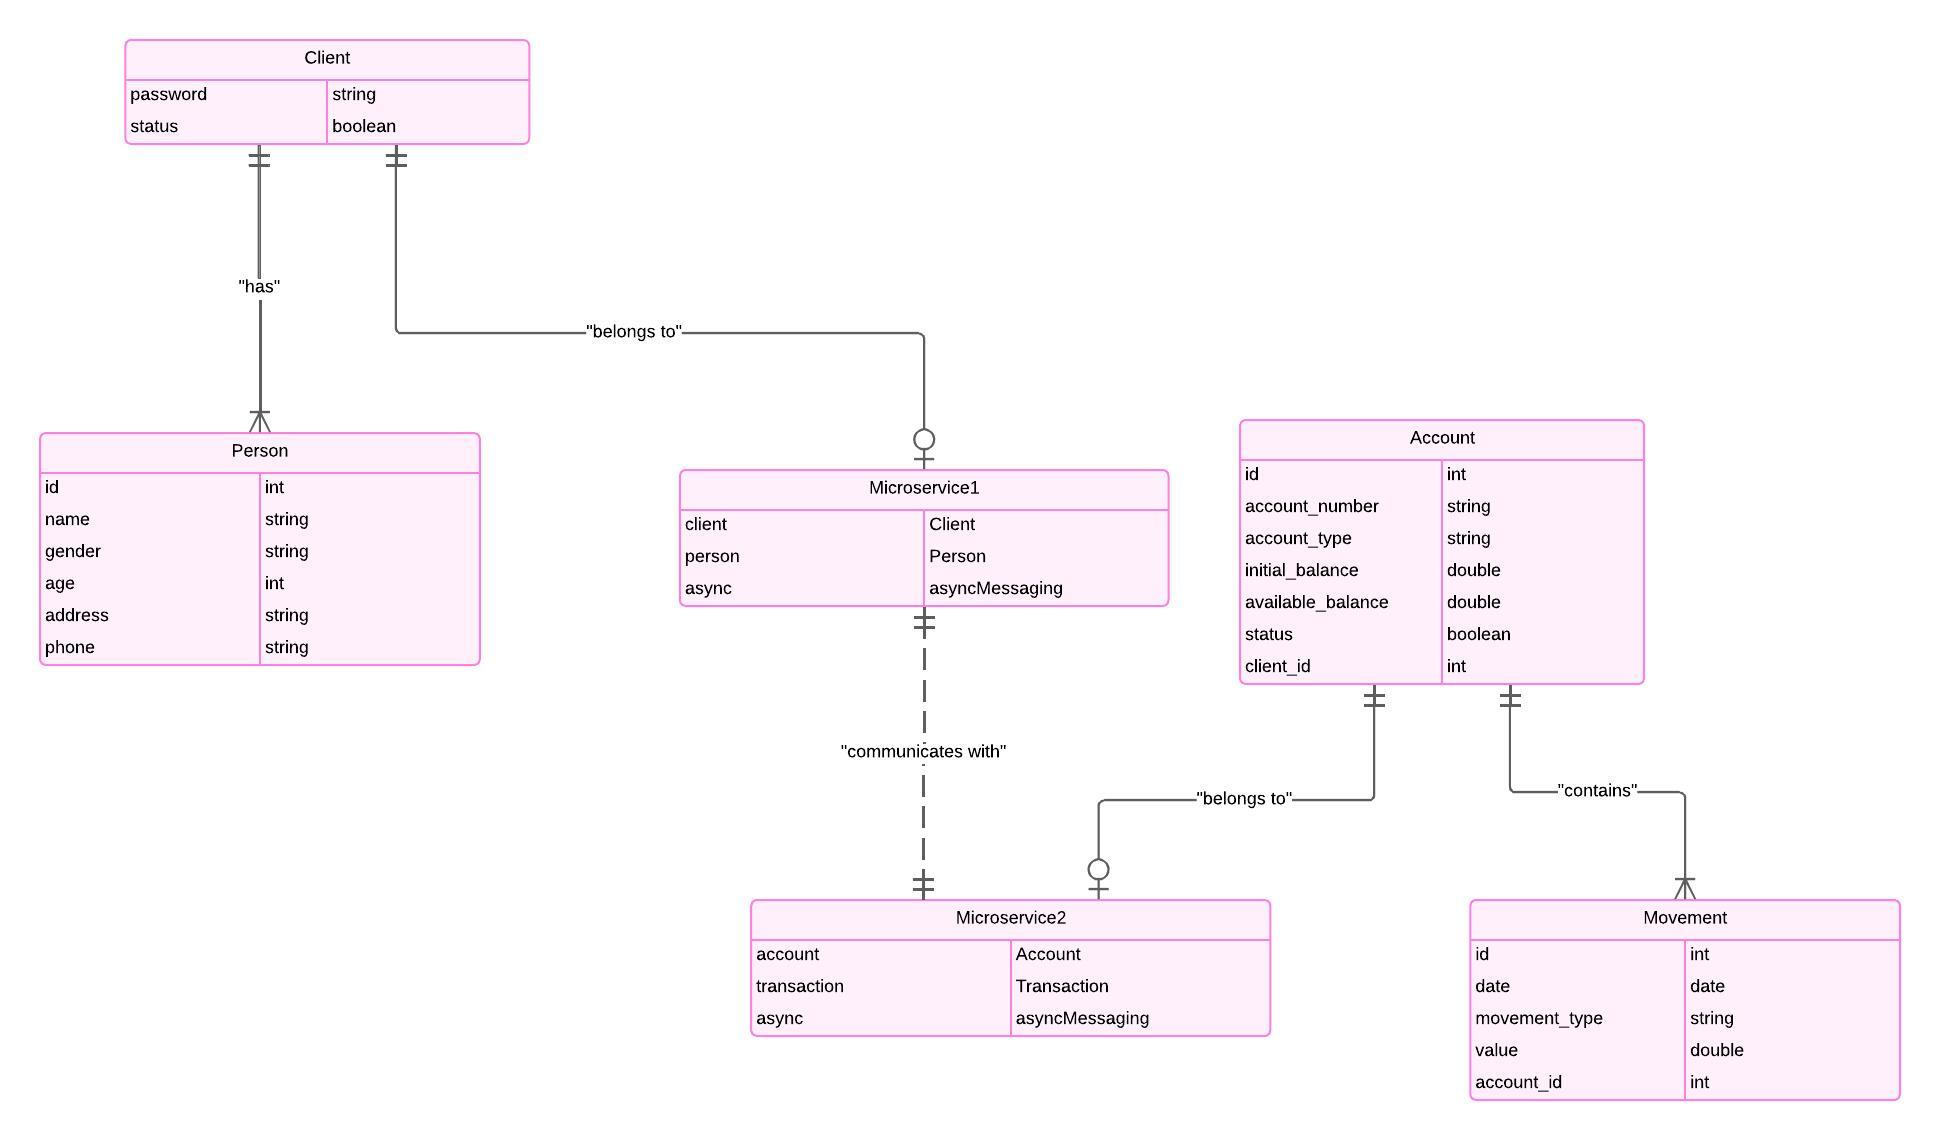 Client
password string
status boolean
"has"
"belongs to"
Person
id int
name string
gender string
age int
address string
phone string
Microservice1
client Client
person Person
async asyncMessaging
Account
id int
account_number string
account_type string
initial_balance double
available_balance double
status boolean
client_id int
"communicates with"
"belongs to"
"contains"
Microservice2
account Account
transaction Transaction
async asyncMessaging
Movement
id int
date date
movement_type string
value double
account_id int